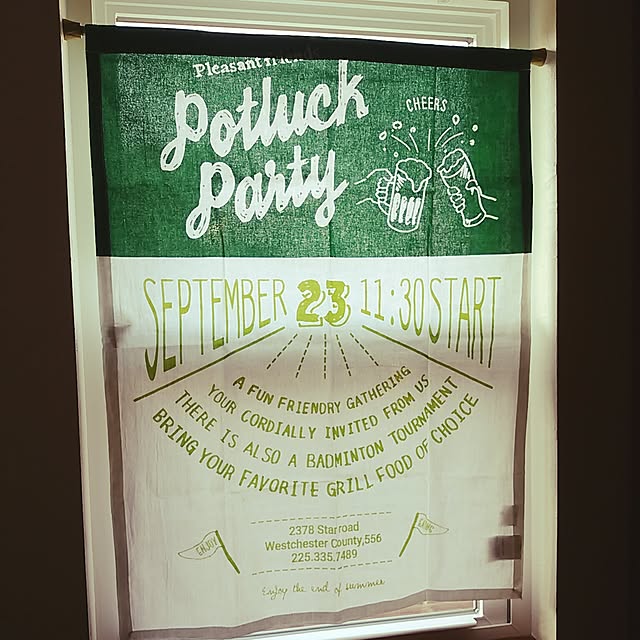 Pleasant friends
Potluck
Party
CHEERS
SEPTEMBER 23 11:30 START
A FUN FRIENDRY GATHERING
YOUR CORDIALLY INVITED FROM US
THERE IS ALSO A BADMINTON TOURNAMENT
BRING YOUR FAVORITE GRILL FOOD OF CHOICE
2378 Starroad
Westchester County,556
225.335.7489
ENJOY
Enjoy the end of summer